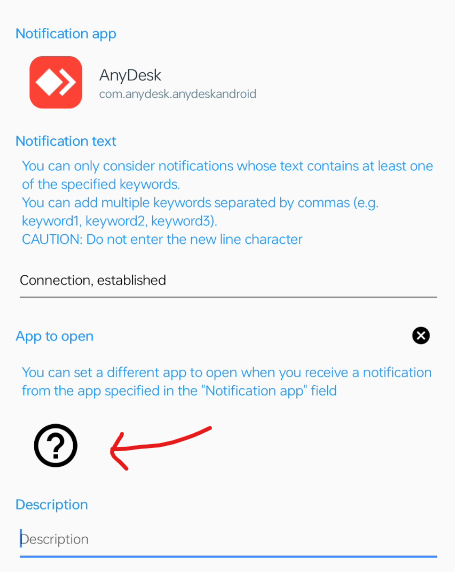 Notification app
AnyDesk
com.anydesk.anydeskandroid
Notification text
You can only consider notifications whose text contains at least one
of the specified keywords.
You can add multiple keywords separated by commas (e.g.
keyword1, keyword2, keyword3).
CAUTION: Do not enter the new line character
Connection, established
App to open
You can set a different app to open when you receive a notification
from the app specified in the "Notification app" field
?
Description
Description